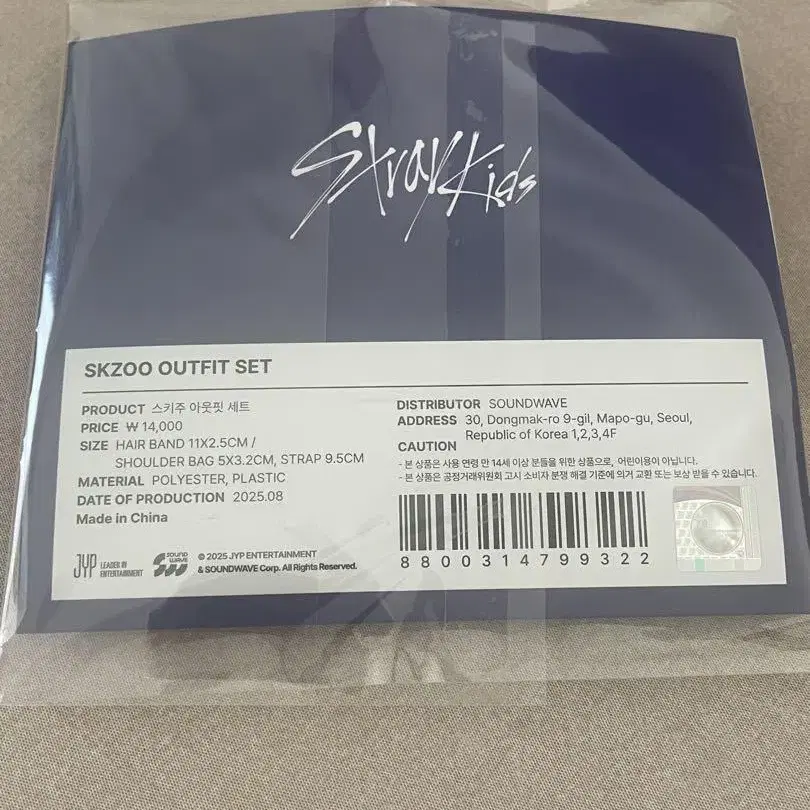 Stray Kids
SKZOO OUTFIT SET
PRODUCT 스키주 아웃핏 세트
PRICE ₩ 14,000
SIZE HAIR BAND 11X2.5CM /
SHOULDER BAG 5X3.2CM, STRAP 9.5CM
MATERIAL POLYESTER, PLASTIC
DATE OF PRODUCTION 2025.08
Made in China
JYP LEADER IN
ENTERTAINMENT
SOUND
WAVE
© 2025 JYP ENTERTAINMENT
& SOUNDWAVE Corp. All Rights Reserved.
DISTRIBUTOR SOUNDWAVE
ADDRESS 30, Dongmak-ro 9-gil, Mapo-gu, Seoul,
Republic of Korea 1,2,3,4F
CAUTION
- 본 상품은 사용 연령 만 14세 이상 분들을 위한 상품으로, 어린이용이 아닙니다.
- 본 상품은 공정거래위원회 고시 소비자 분쟁 해결 기준에 의거 교환 또는 보상 받을 수 있습니다.
8800314799322